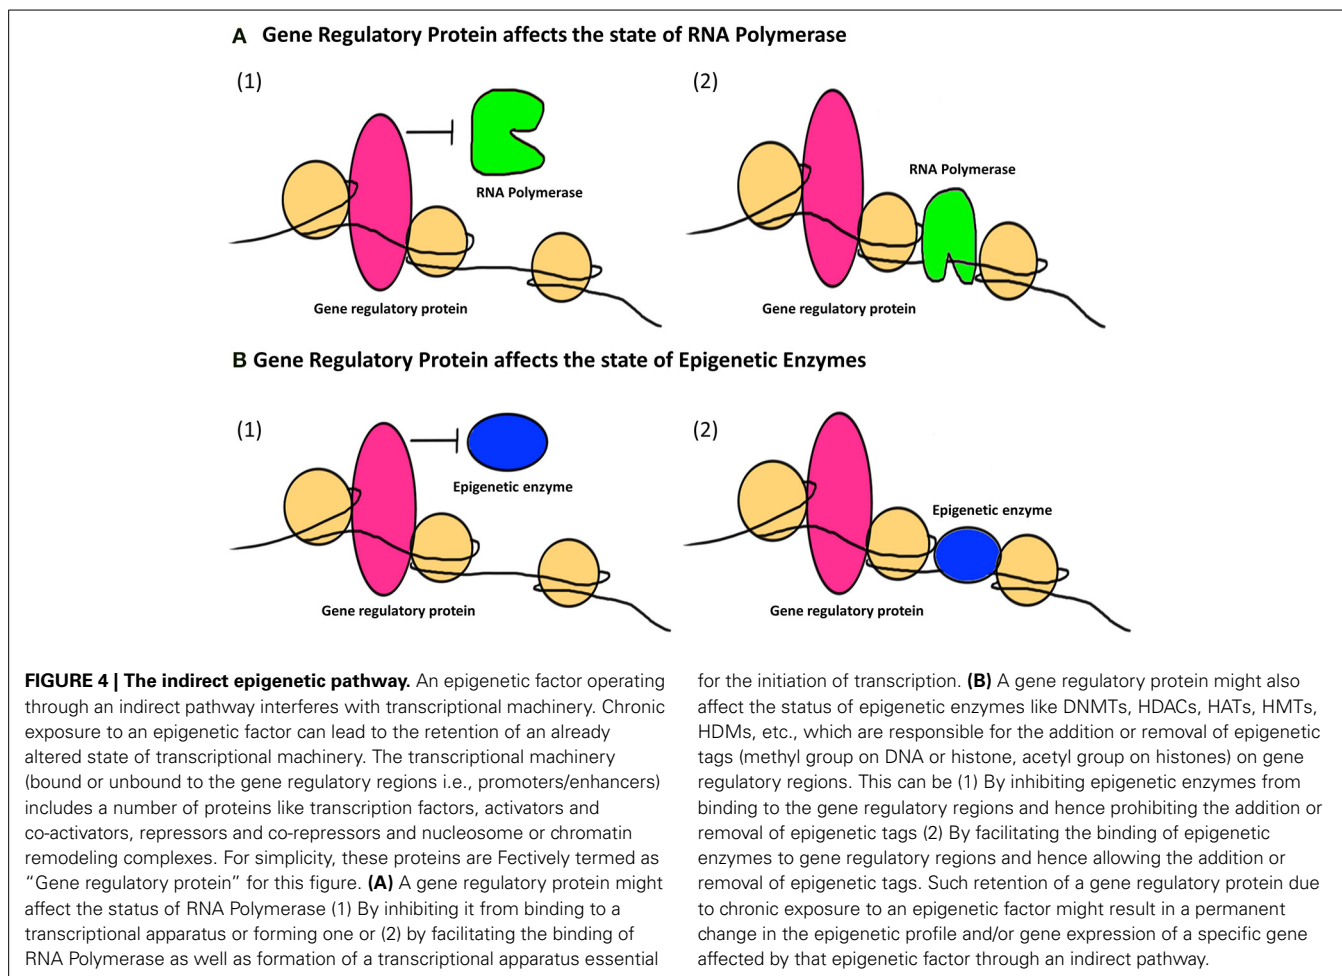 A Gene Regulatory Protein affects the state of RNA Polymerase
(1)
RNA Polymerase
Gene regulatory protein
(2)
RNA Polymerase
Gene regulatory protein
B Gene Regulatory Protein affects the state of Epigenetic Enzymes
(1)
Epigenetic enzyme
Gene regulatory protein
(2)
Epigenetic enzyme
Gene regulatory protein
FIGURE 4 | The indirect epigenetic pathway. An epigenetic factor operating
through an indirect pathway interferes with transcriptional machinery. Chronic
exposure to an epigenetic factor can lead to the retention of an already
altered state of transcriptional machinery. The transcriptional machinery
(bound or unbound to the gene regulatory regions i.e., promoters/enhancers)
includes a number of proteins like transcription factors, activators and
co-activators, repressors and co-repressors and nucleosome or chromatin
remodeling complexes. For simplicity, these proteins are Fectively termed as
“Gene regulatory protein” for this figure. (A) A gene regulatory protein might
affect the status of RNA Polymerase (1) By inhibiting it from binding to a
transcriptional apparatus or forming one or (2) by facilitating the binding of
RNA Polymerase as well as formation of a transcriptional apparatus essential
for the initiation of transcription. (B) A gene regulatory protein might also
affect the status of epigenetic enzymes like DNMTs, HDACs, HATs, HMTs,
HDMs, etc., which are responsible for the addition or removal of epigenetic
tags (methyl group on DNA or histone, acetyl group on histones) on gene
regulatory regions. This can be (1) By inhibiting epigenetic enzymes from
binding to the gene regulatory regions and hence prohibiting the addition or
removal of epigenetic tags (2) By facilitating the binding of epigenetic
enzymes to gene regulatory regions and hence allowing the addition or
removal of epigenetic tags. Such retention of a gene regulatory protein due
to chronic exposure to an epigenetic factor might result in a permanent
change in the epigenetic profile and/or gene expression of a specific gene
affected by that epigenetic factor through an indirect pathway.